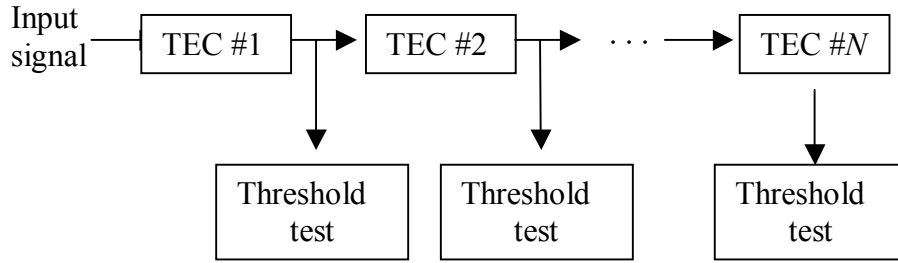 Input
signal
TEC #1
TEC #2
. . .
TEC #N
Threshold
test
Threshold
test
Threshold
test